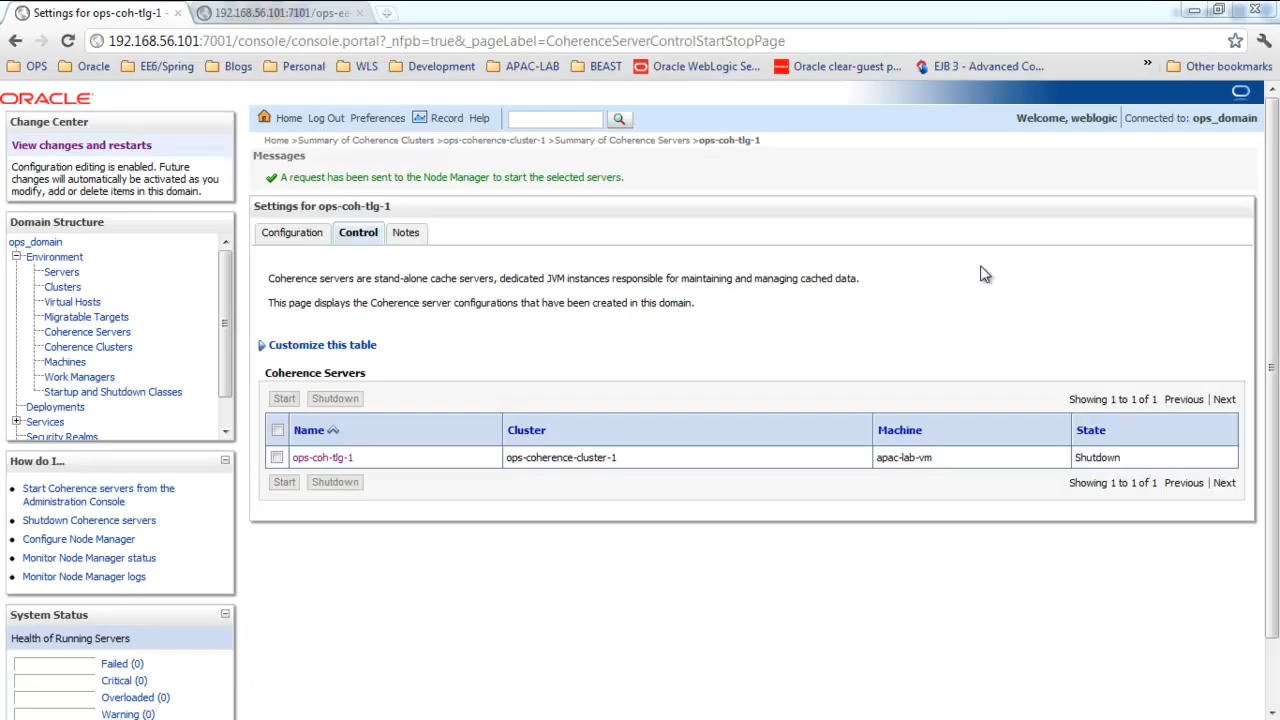 Settings for ops-coh-tlg-1 -
192.168.56.101:7101/ops-ee
192.168.56.101:7001/console/console.portal?_nfpb=true&_pageLabel=CoherenceServerControlStartStopPage
OPS Oracle EE6/Spring Blogs Personal WLS Development APAC-LAB BEAST Oracle WebLogic Se... Oracle clear-guest p... EJB 3 - Advanced Co... » Other bookmarks
ORACLE
Change Center
View changes and restarts
Configuration editing is enabled. Future
changes will automatically be activated as you
modify, add or delete items in this domain.
Domain Structure
ops_domain
Environment
Servers
Clusters
Virtual Hosts
Migratable Targets
Coherence Servers
Coherence Clusters
Machines
Work Managers
Startup and Shutdown Classes
Deployments
Services
Security Realms
How do I...
Start Coherence servers from the
Administration Console
Shutdown Coherence servers
Configure Node Manager
Monitor Node Manager status
Monitor Node Manager logs
System Status
Health of Running Servers
Failed (0)
Critical (0)
Overloaded (0)
Warning (0)
Home Log Out Preferences Record Help
Welcome, weblogic Connected to: ops_domain
Home >Summary of Coherence Clusters >ops-coherence-cluster-1 >Summary of Coherence Servers >ops-coh-tlg-1
Messages
A request has been sent to the Node Manager to start the selected servers.
Settings for ops-coh-tlg-1
Configuration Control Notes
Coherence servers are stand-alone cache servers, dedicated JVM instances responsible for maintaining and managing cached data.
This page displays the Coherence server configurations that have been created in this domain.
Customize this table
Coherence Servers
Start Shutdown Showing 1 to 1 of 1 Previous | Next
Name Cluster Machine State
ops-coh-tlg-1 ops-coherence-cluster-1 apac-lab-vm Shutdown
Start Shutdown Showing 1 to 1 of 1 Previous | Next